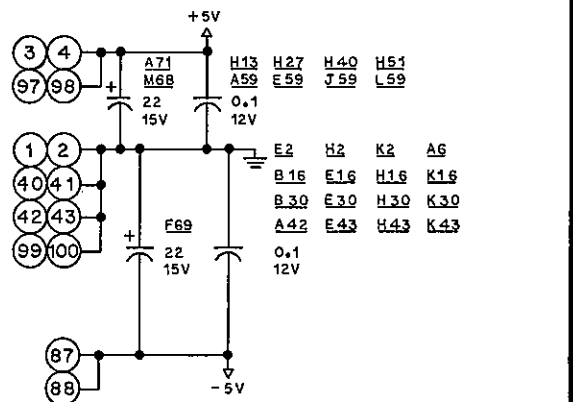 +5V
3 4 A71 H13 H27 H40 H51
97 98 + M68 A59 E59 J59 L59
22 0.1
15V 12V
1 2 E2 H2 K2 A6
40 41 B16 E16 H16 K16
42 43 F69 B30 E30 H30 K30
99 100 + A42 E43 H43 K43
22 0.1
15V 12V
87
88 -5V